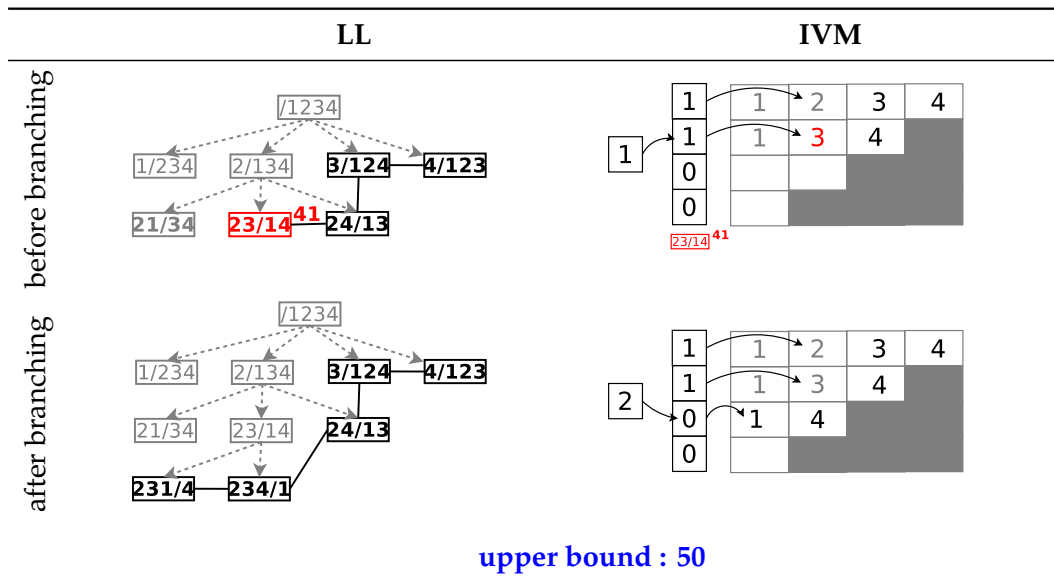 LL IVM
before branching
/1234
1/234 2/134 3/124 4/123
21/34 23/14 41 24/13
1 1 2 3 4
1 1 1 3 4
0
0
23/14 41
after branching
/1234
1/234 2/134 3/124 4/123
21/34 23/14 24/13
231/4 234/1
1 1 2 3 4
1 1 3 4
2 0 1 4
0
upper bound : 50